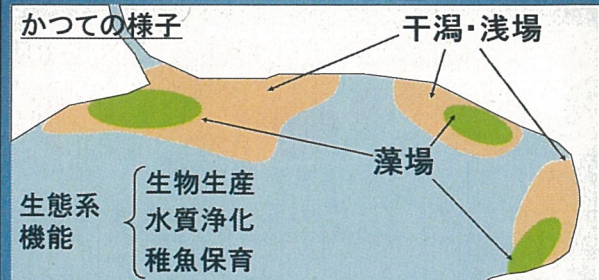 かつての様子
干潟・浅場
藻場
生態系
機能
生物生産
水質浄化
稚魚保育